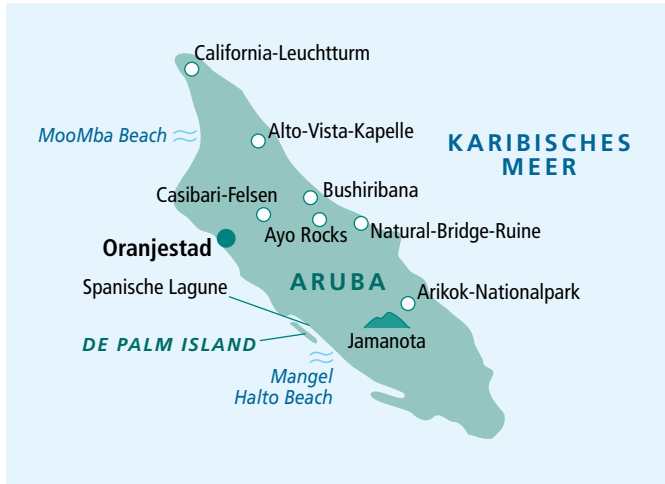 California-Leuchtturm
MooMba Beach
Alto-Vista-Kapelle
KARIBISCHES
MEER
Casibari-Felsen
Bushiribana
Ayo Rocks
Natural-Bridge-Ruine
Oranjestad
ARUBA
Spanische Lagune
Arikok-Nationalpark
DE PALM ISLAND
Jamanota
Mangel
Halto Beach